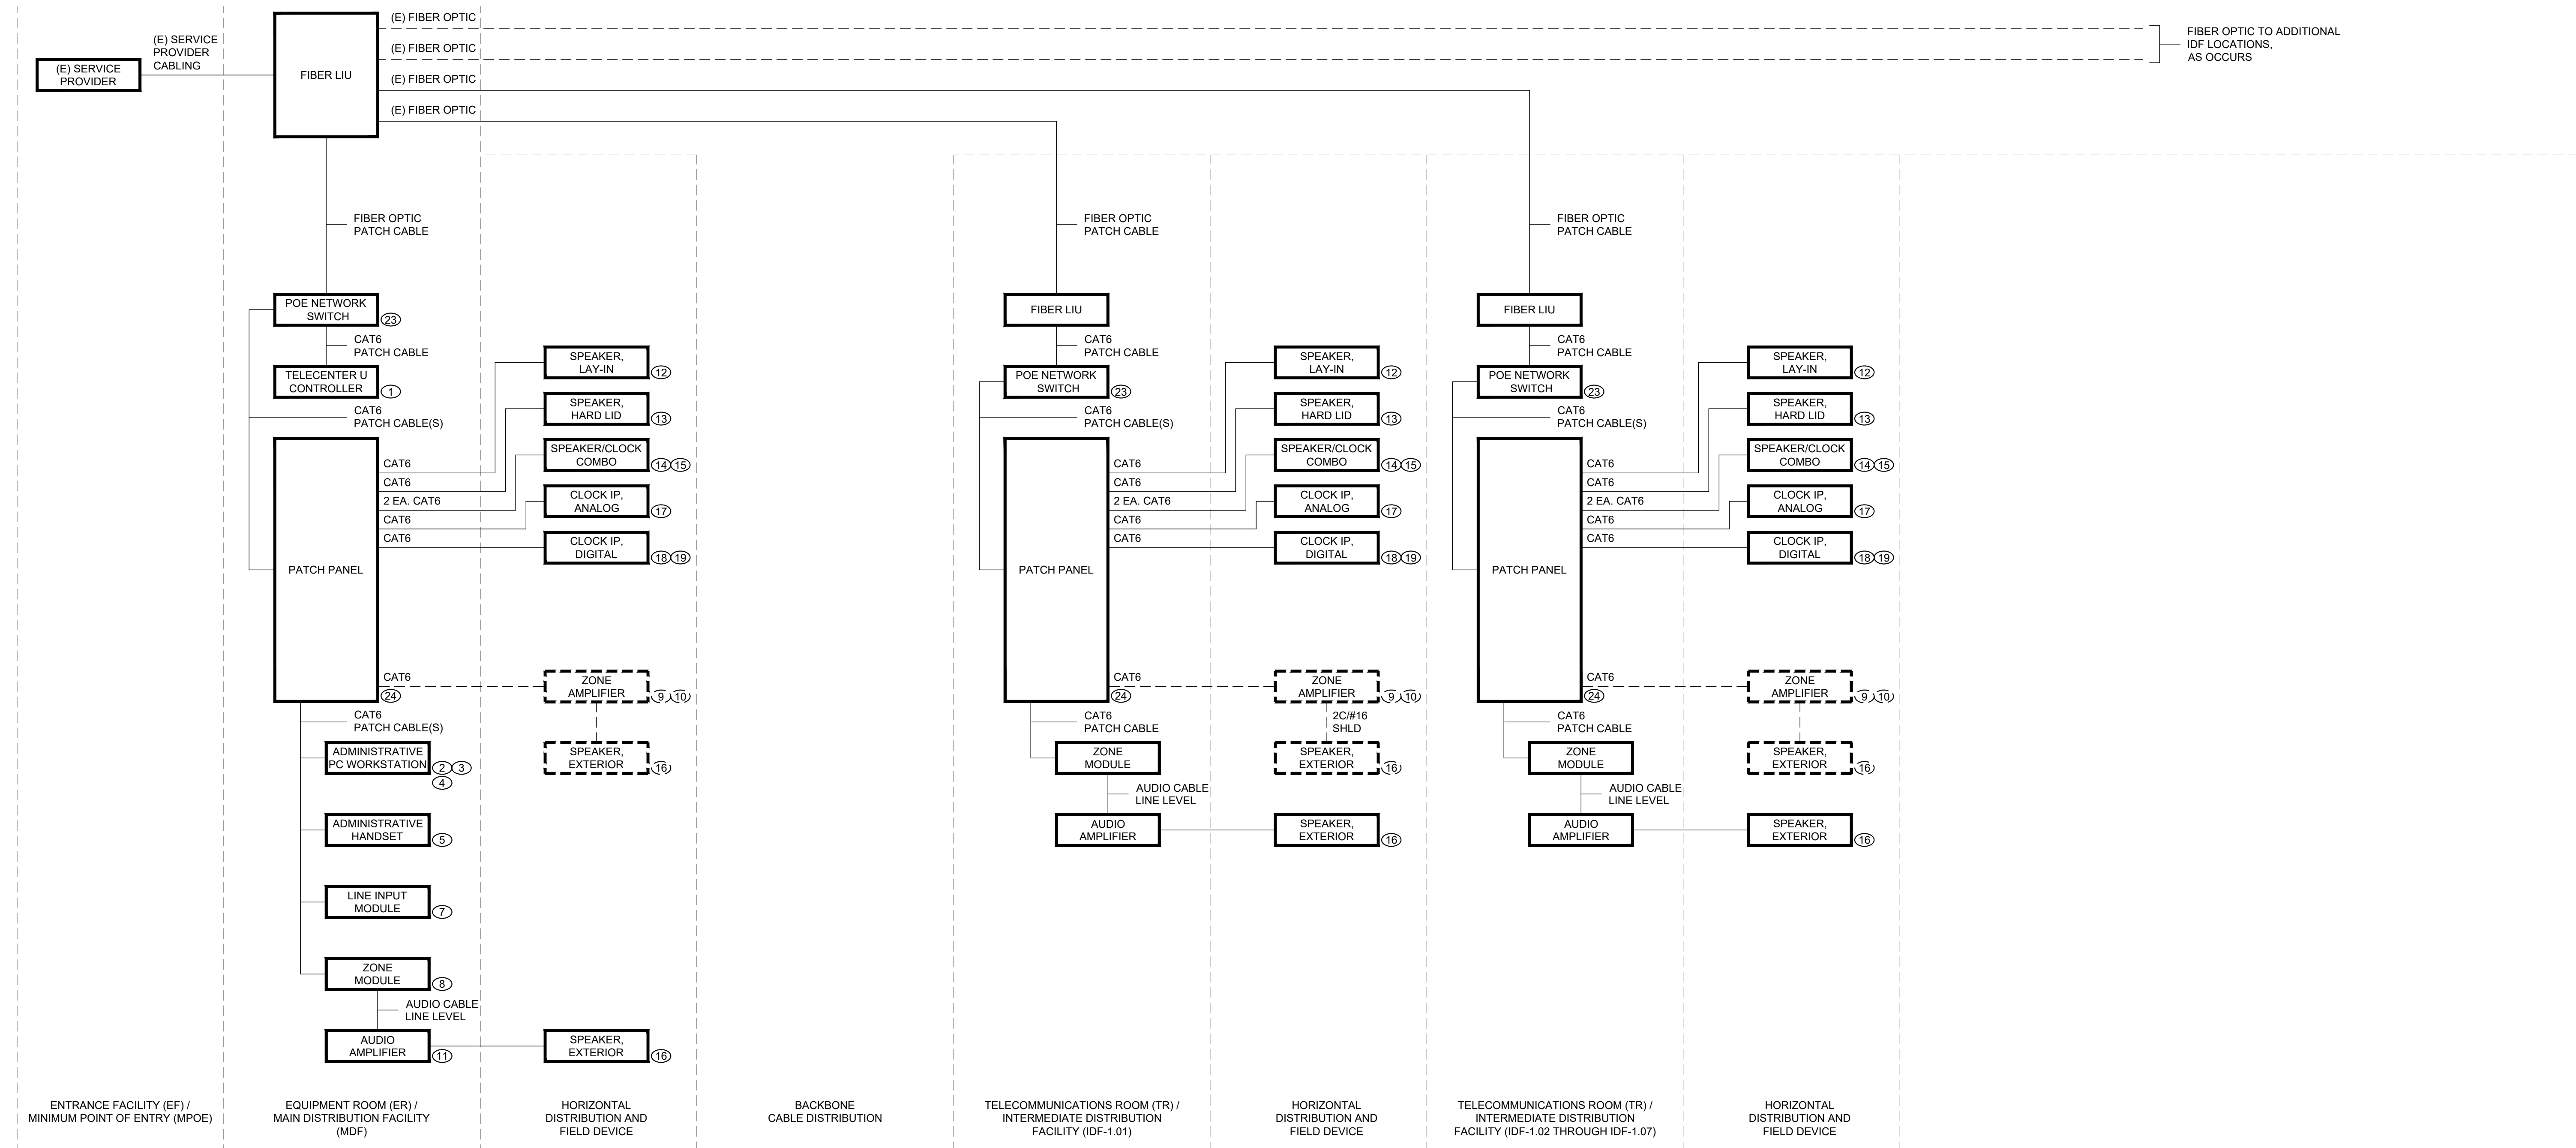 (E) FIBER OPTIC
(E) FIBER OPTIC
(E) FIBER OPTIC
(E) FIBER OPTIC
FIBER OPTIC TO ADDITIONAL
IDF LOCATIONS,
AS OCCURS
(E) SERVICE
PROVIDER
(E) SERVICE
PROVIDER
CABLING
FIBER LIU
FIBER OPTIC
PATCH CABLE
POE NETWORK
SWITCH
23
CAT6
PATCH CABLE
TELECENTER U
CONTROLLER
1
CAT6
PATCH CABLE(S)
PATCH PANEL
CAT6
CAT6
2 EA. CAT6
CAT6
CAT6
CAT6
24
CAT6
PATCH CABLE(S)
ADMINISTRATIVE
PC WORKSTATION
2 3
4
ADMINISTRATIVE
HANDSET
5
LINE INPUT
MODULE
7
ZONE
MODULE
8
AUDIO CABLE
LINE LEVEL
AUDIO
AMPLIFIER
11
SPEAKER,
LAY-IN
12
SPEAKER,
HARD LID
13
SPEAKER/CLOCK
COMBO
14 15
CLOCK IP,
ANALOG
17
CLOCK IP,
DIGITAL
18 19
ZONE
AMPLIFIER
9 10
SPEAKER,
EXTERIOR
16
SPEAKER,
EXTERIOR
16
FIBER OPTIC
PATCH CABLE
FIBER LIU
CAT6
PATCH CABLE
POE NETWORK
SWITCH
23
CAT6
PATCH CABLE(S)
PATCH PANEL
CAT6
CAT6
2 EA. CAT6
CAT6
CAT6
CAT6
24
CAT6
PATCH CABLE
ZONE
MODULE
AUDIO CABLE
LINE LEVEL
AUDIO
AMPLIFIER
SPEAKER,
LAY-IN
12
SPEAKER,
HARD LID
13
SPEAKER/CLOCK
COMBO
14 15
CLOCK IP,
ANALOG
17
CLOCK IP,
DIGITAL
18 19
ZONE
AMPLIFIER
9 10
2C/#16
SHLD
SPEAKER,
EXTERIOR
16
SPEAKER,
EXTERIOR
16
FIBER OPTIC
PATCH CABLE
FIBER LIU
CAT6
PATCH CABLE
POE NETWORK
SWITCH
23
CAT6
PATCH CABLE(S)
PATCH PANEL
CAT6
CAT6
2 EA. CAT6
CAT6
CAT6
CAT6
24
CAT6
PATCH CABLE
ZONE
MODULE
AUDIO CABLE
LINE LEVEL
AUDIO
AMPLIFIER
SPEAKER,
LAY-IN
12
SPEAKER,
HARD LID
13
SPEAKER/CLOCK
COMBO
14 15
CLOCK IP,
ANALOG
17
CLOCK IP,
DIGITAL
18 19
ZONE
AMPLIFIER
9 10
SPEAKER,
EXTERIOR
16
SPEAKER,
EXTERIOR
16
ENTRANCE FACILITY (EF) /
MINIMUM POINT OF ENTRY (MPOE)
EQUIPMENT ROOM (ER) /
MAIN DISTRIBUTION FACILITY
(MDF)
HORIZONTAL
DISTRIBUTION AND
FIELD DEVICE
BACKBONE
CABLE DISTRIBUTION
TELECOMMUNICATIONS ROOM (TR) /
INTERMEDIATE DISTRIBUTION
FACILITY (IDF-1.01)
HORIZONTAL
DISTRIBUTION AND
FIELD DEVICE
TELECOMMUNICATIONS ROOM (TR) /
INTERMEDIATE DISTRIBUTION
FACILITY (IDF-1.02 THROUGH IDF-1.07)
HORIZONTAL
DISTRIBUTION AND
FIELD DEVICE